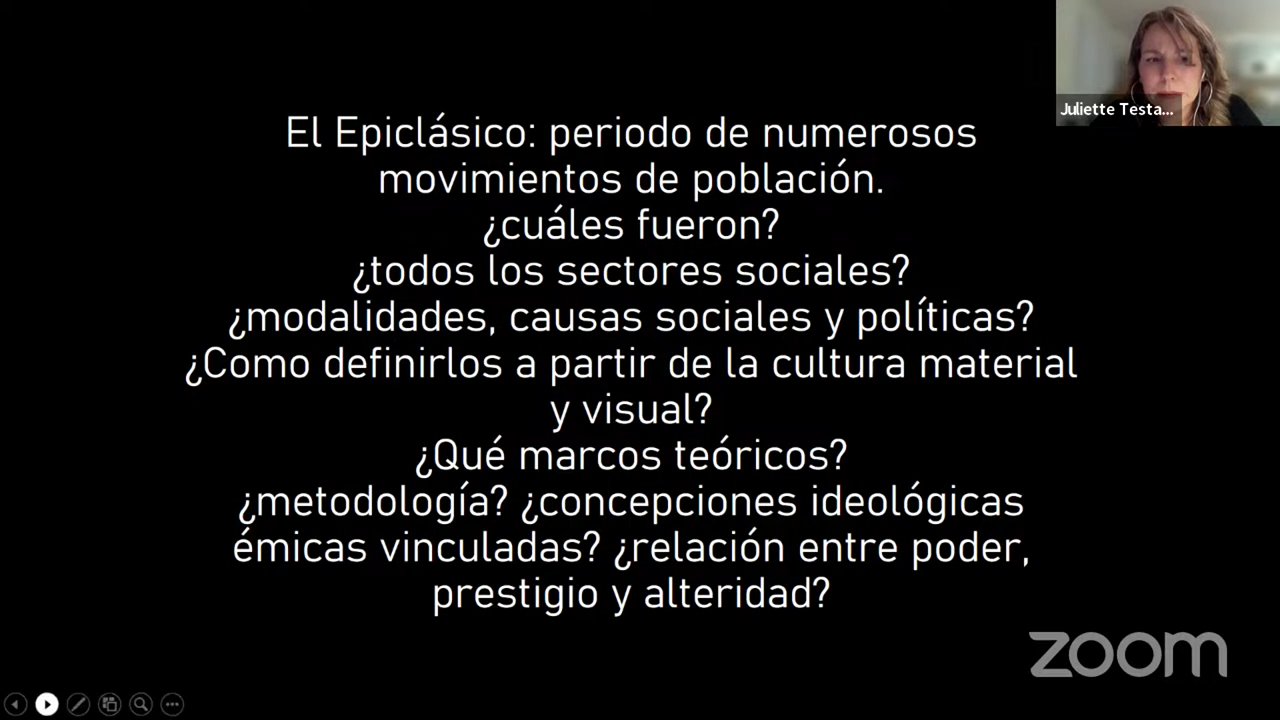 El Epiclásico: periodo de numerosos
movimientos de población.
¿cuáles fueron?
¿todos los sectores sociales?
¿modalidades, causas sociales y políticas?
¿Como definirlos a partir de la cultura material
y visual?
¿Qué marcos teóricos?
¿metodología? ¿concepciones ideológicas
émicas vinculadas? ¿relación entre poder,
prestigio y alteridad?
Juliette Testa...
zoom